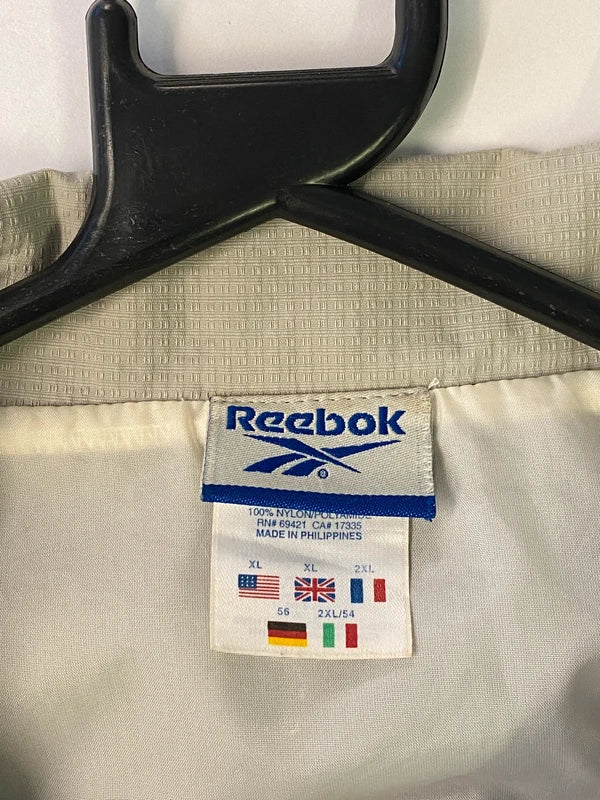 Reebok
®
100% NYLON/POLYAMIDE
RN# 69421 CA# 17335
MADE IN PHILIPPINES
XL XL 2XL
56 2XL/54